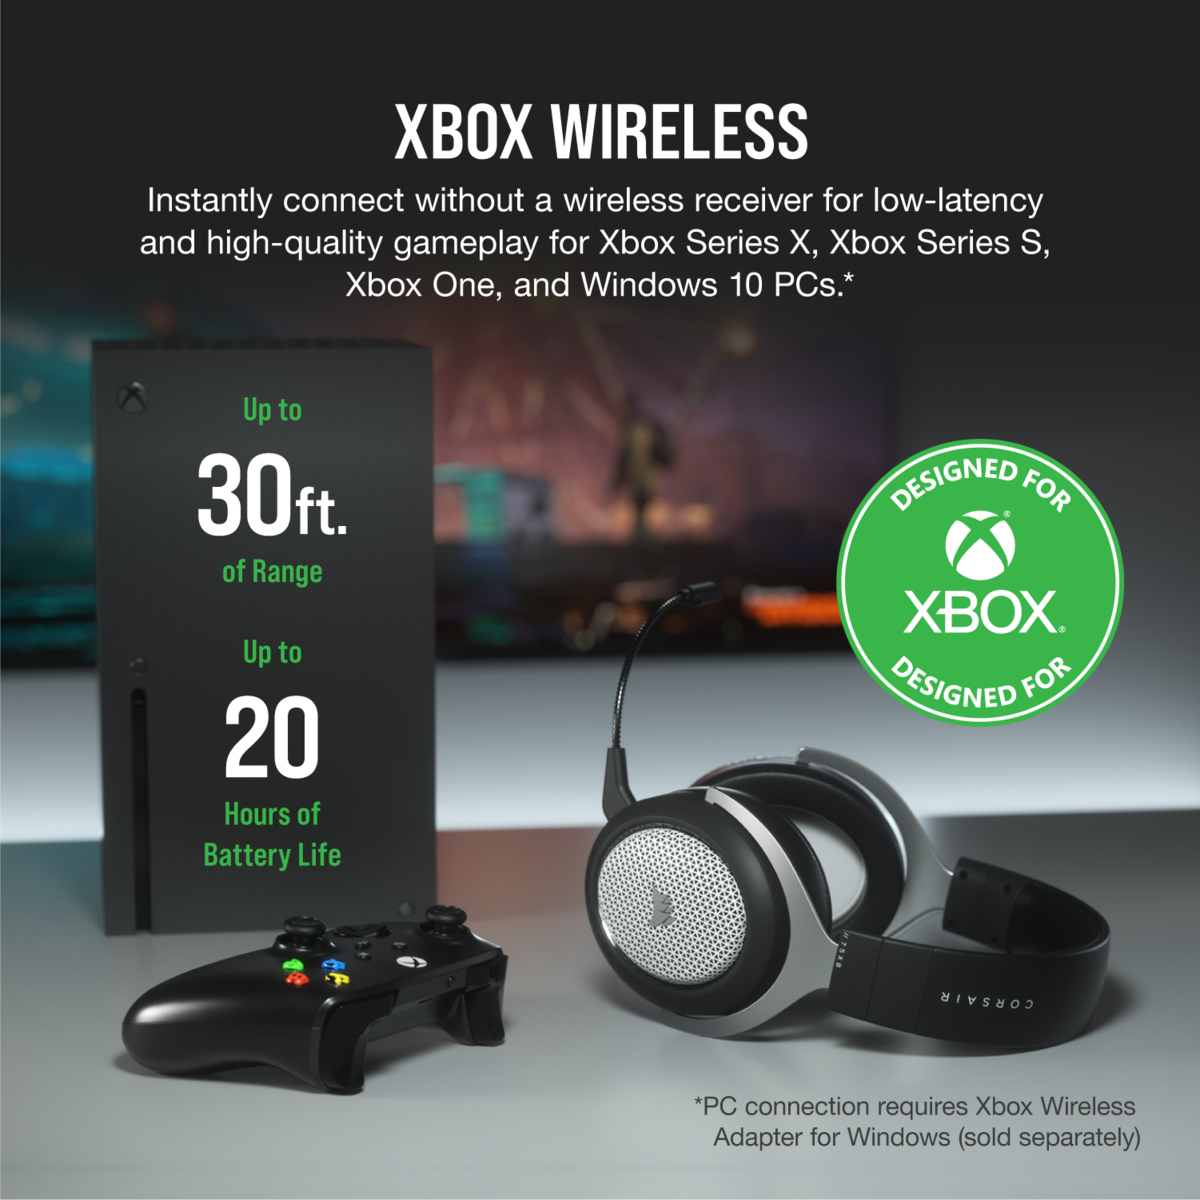 XBOX WIRELESS
Instantly connect without a wireless receiver for low-latency
and high-quality gameplay for Xbox Series X, Xbox Series S,
Xbox One, and Windows 10 PCs.*
Up to
30ft.
of Range
Up to
20
Hours of
Battery Life
DESIGNED FOR
XBOX®
DESIGNED FOR
CORSAIR
*PC connection requires Xbox Wireless
Adapter for Windows (sold separately)